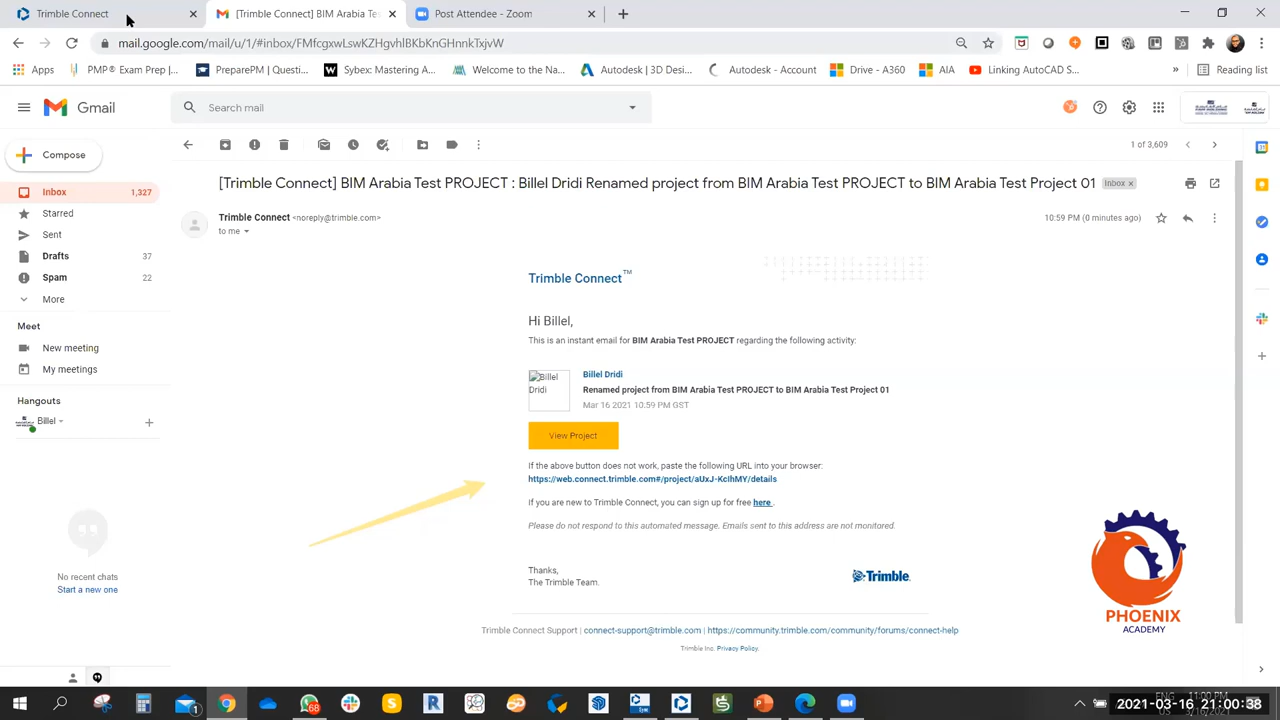 Trimble Connect
[Trimble Connect] BIM Arabia Tes
Post Attendee - Zoom
mail.google.com/mail/u/1/#inbox/FMfcgxwLswKZHgvhlBKbKnGHtnnkTxjvW
Apps
PMP® Exam Prep |...
PreparePM | Questi...
Sybex: Mastering A...
Welcome to the Na...
Autodesk | 3D Desi...
Autodesk - Account
Drive - A360
AIA
Linking AutoCAD S...
Reading list
Gmail
Search mail
Compose
1 of 3,609
Inbox 1,327
Starred
Sent
Drafts 37
Spam 22
More
Meet
New meeting
My meetings
Hangouts
Billel
No recent chats
Start a new one
[Trimble Connect] BIM Arabia Test PROJECT : Billel Dridi Renamed project from BIM Arabia Test PROJECT to BIM Arabia Test Project 01 Inbox
Trimble Connect <noreply@trimble.com>
10:59 PM (0 minutes ago)
to me
Trimble Connect™
Hi Billel,
This is an instant email for BIM Arabia Test PROJECT regarding the following activity:
Billel Dridi
Billel Dridi
Renamed project from BIM Arabia Test PROJECT to BIM Arabia Test Project 01
Mar 16 2021 10:59 PM GST
View Project
If the above button does not work, paste the following URL into your browser:
https://web.connect.trimble.com#/project/aUxJ-KcIhMY/details
If you are new to Trimble Connect, you can sign up for free here .
Please do not respond to this automated message. Emails sent to this address are not monitored.
Thanks,
The Trimble Team.
Trimble.
Trimble Connect Support | connect-support@trimble.com | https://community.trimble.com/community/forums/connect-help
Trimble Inc. Privacy Policy.
PHOENIX
ACADEMY
68
1
ENG
11:00 PM
3/16/2021
2021-03-16 21:00:38